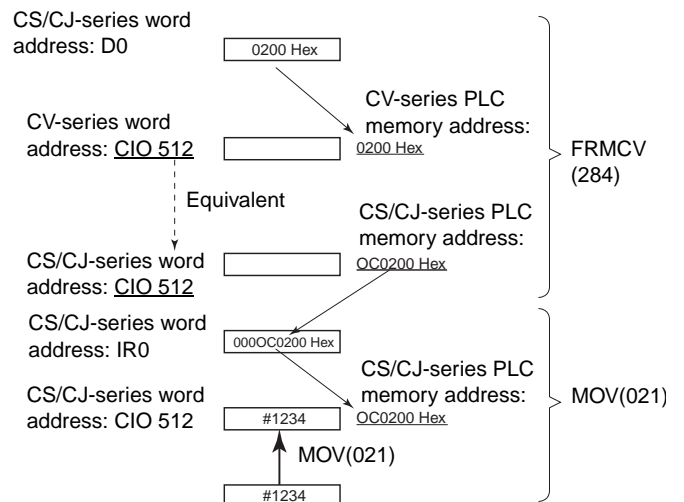 CS/CJ-series word
address: D0
0200 Hex
CV-series PLC
memory address:
0200 Hex
CV-series word
address: CIO 512
FRMCV
(284)
Equivalent
CS/CJ-series PLC
memory address:
OC0200 Hex
CS/CJ-series word
address: CIO 512
CS/CJ-series word
address: IR0
000OC0200 Hex
CS/CJ-series PLC
memory address:
OC0200 Hex
MOV(021)
CS/CJ-series word
address: CIO 512
#1234
MOV(021)
#1234